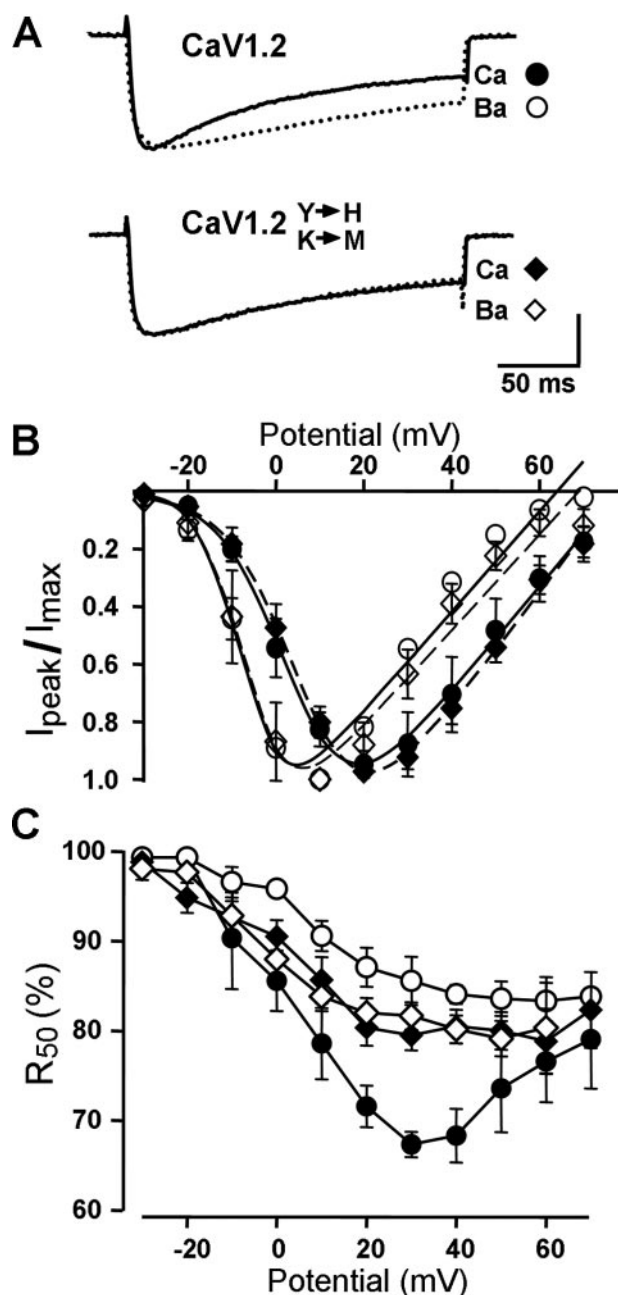 A
CaV1.2
Ca
Ba
CaV1.2 Y→H
K→M
Ca
Ba
50 ms
B
Potential (mV)
-20 0 20 40 60
0.2
0.4
0.6
0.8
1.0
Ipeak/Imax
C
100
90
80
70
60
R50 (%)
-20 0 20 40 60
Potential (mV)